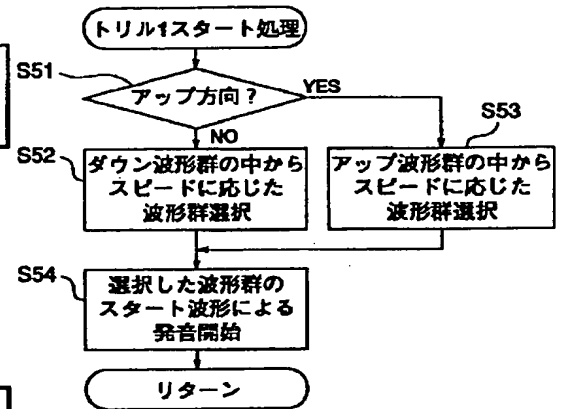 トリル1スタート処理
S51
アップ方向？
YES
S53
NO
S52
ダウン波形群の中から
スピードに応じた
波形群選択
アップ波形群の中から
スピードに応じた
波形群選択
S54
選択した波形群の
スタート波形による
発音開始
リターン